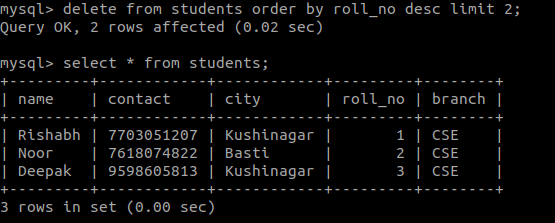 mysql> delete from students order by roll_no desc limit 2;
Query OK, 2 rows affected (0.02 sec)
mysql> select * from students;
+---------+------------+------------+---------+--------+
| name    | contact    | city       | roll_no | branch |
+---------+------------+------------+---------+--------+
| Rishabh | 7703051207 | Kushinagar |       1 | CSE    |
| Noor    | 7618074822 | Basti      |       2 | CSE    |
| Deepak  | 9598605813 | Kushinagar |       3 | CSE    |
+---------+------------+------------+---------+--------+
3 rows in set (0.00 sec)